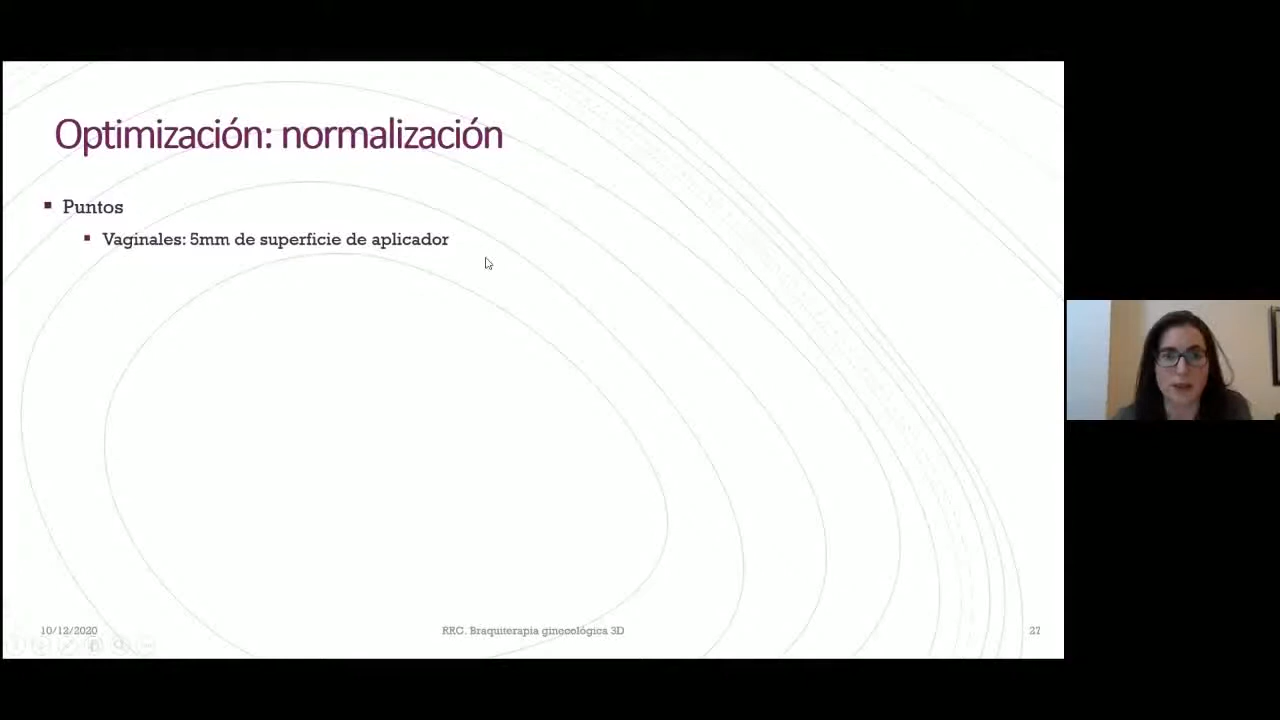 Optimización: normalización
Puntos
Vaginales: 5mm de superficie de aplicador
10/12/2020
RRC. Braquiterapia ginecológica 3D
27